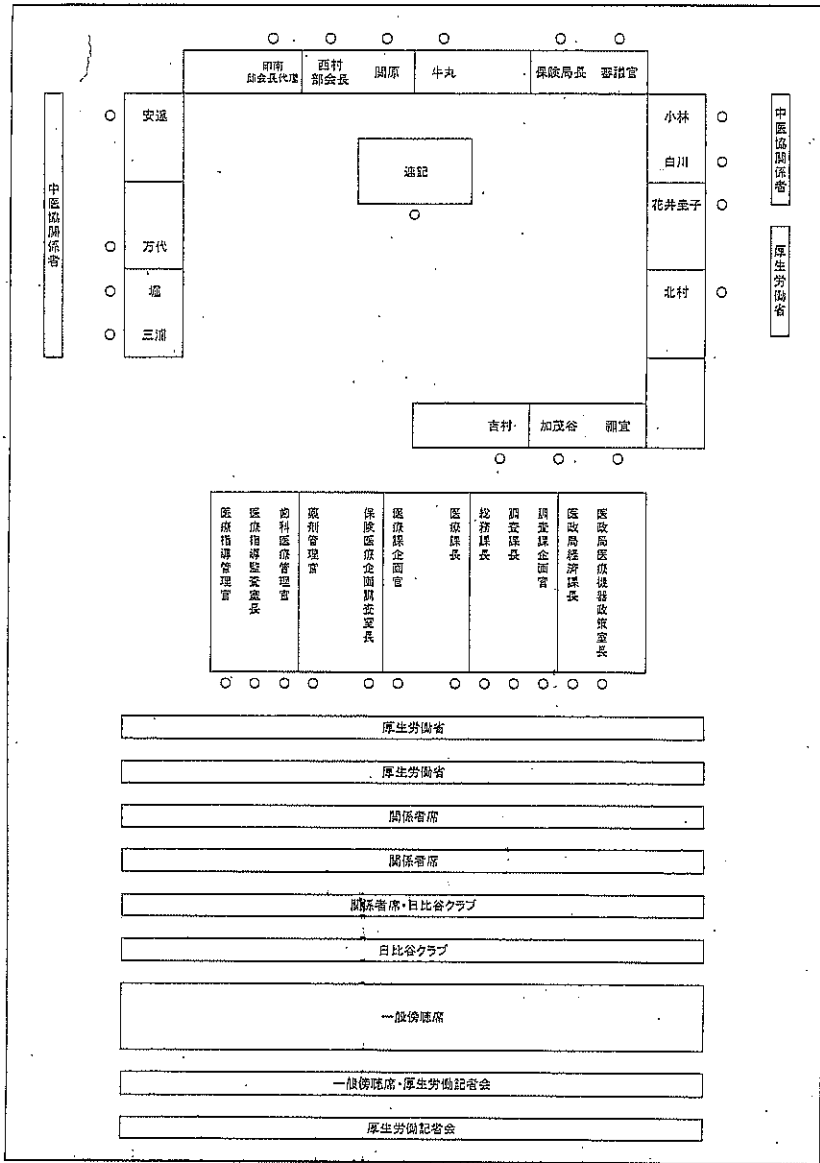 印南
部会長代理
西村
部会長
関原
牛丸
保険局長
審議官
安達
万代
堀
三浦
中医協関係者
速記
小林
白川
花井圭子
北村
中医協関係者
厚生労働省
吉村
加茂谷
禰宜
医療指導管理官
医療指導監査室長
歯科医療管理官
薬剤管理官
保険医療企画調査室長
医療課企画官
医療課長
総務課長
調査課長
調査課企画官
医政局経済課長
医政局医療機器政策室長
厚生労働省
厚生労働省
関係者席
関係者席
関係者席・日比谷クラブ
日比谷クラブ
一般傍聴席
一般傍聴席・厚生労働記者会
厚生労働記者会